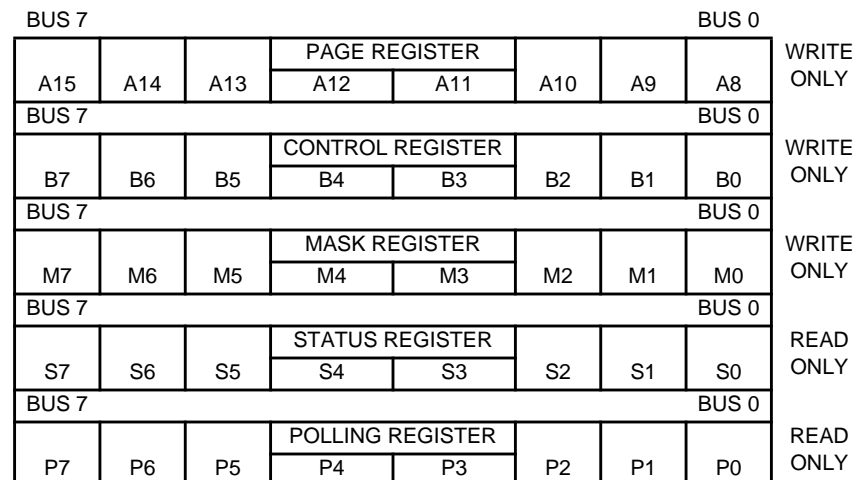 BUS 7 BUS 0
PAGE REGISTER WRITE
A15 A14 A13 A12 A11 A10 A9 A8 ONLY
BUS 7 BUS 0
CONTROL REGISTER WRITE
B7 B6 B5 B4 B3 B2 B1 B0 ONLY
BUS 7 BUS 0
MASK REGISTER WRITE
M7 M6 M5 M4 M3 M2 M1 M0 ONLY
BUS 7 BUS 0
STATUS REGISTER READ
S7 S6 S5 S4 S3 S2 S1 S0 ONLY
BUS 7 BUS 0
POLLING REGISTER READ
P7 P6 P5 P4 P3 P2 P1 P0 ONLY